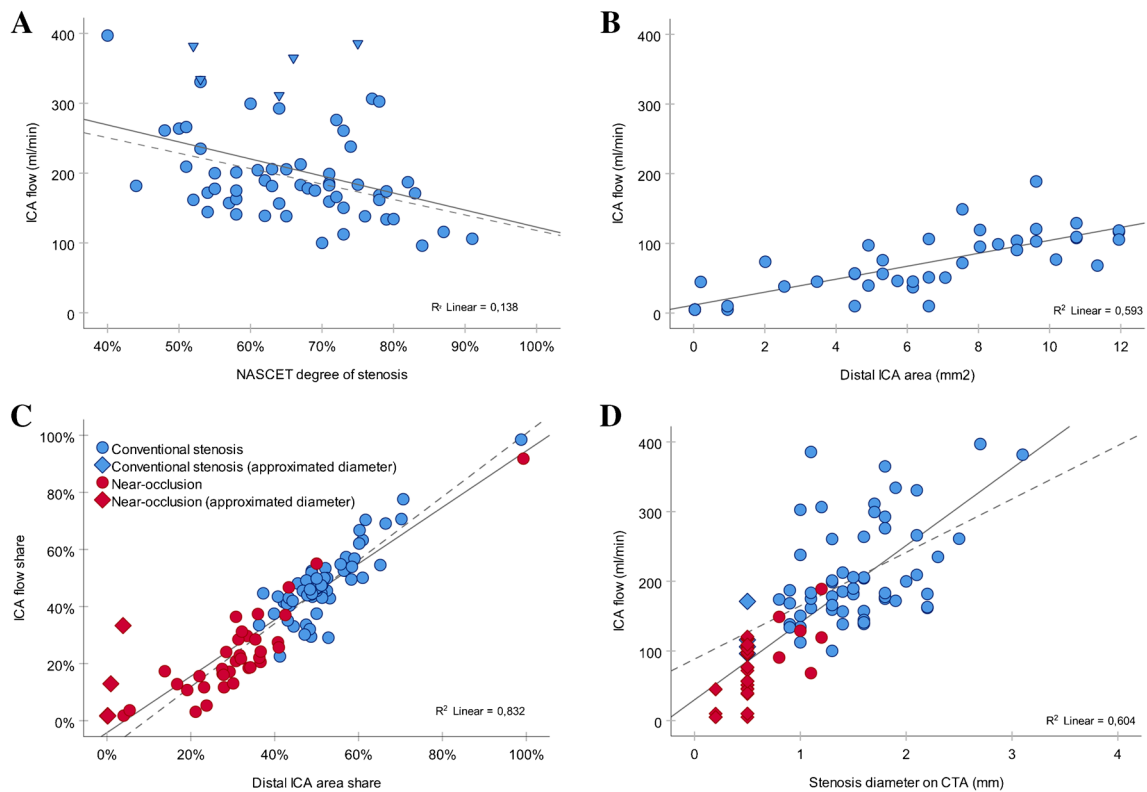 A
400
300
200
100
0
ICA flow (ml/min)
40% 50% 60% 70% 80% 90% 100%
NASCET degree of stenosis
Linear = 0,138
B
400
300
200
100
0
ICA flow (ml/min)
0 2 4 6 8 10 12
Distal ICA area (mm2)
R2 Linear = 0,593
C
100%
80%
60%
40%
20%
0%
ICA flow share
Conventional stenosis
Conventional stenosis (approximated diameter)
Near-occlusion
Near-occlusion (approximated diameter)
0% 20% 40% 60% 80% 100%
Distal ICA area share
R2 Linear = 0,832
D
400
300
200
100
0
ICA flow (ml/min)
0 1 2 3 4
Stenosis diameter on CTA (mm)
R2 Linear = 0,604